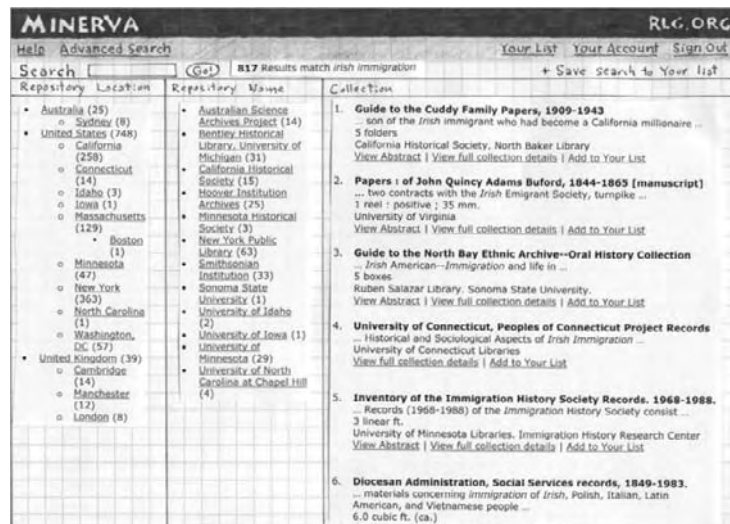 MINERVA
RLG.ORG
Help Advanced Search
Your List Your Account Sign Out
Search
Go!
817 Results match irish immigration
+ Save search to Your list
Repository Location
Australia (25)
Sydney (8)
United States (748)
California
(258)
Connecticut
(14)
Idaho (3)
Iowa (1)
Massachusetts
(129)
Boston
(1)
Minnesota
(47)
New York
(363)
North Carolina
(1)
Washington,
DC (57)
United Kingdom (39)
Cambridge
(14)
Manchester
(12)
London (8)
Repository Name
Australian Science
Archives Project (14)
Bentley Historical
Library, University of
Michigan (31)
California Historical
Society (15)
Hoover Institution
Archives (25)
Minnesota Historical
Society (3)
New York Public
Library (63)
Smithsonian
Institution (33)
Sonoma State
University (1)
University of Idaho
(2)
University of Iowa (1)
University of
Minnesota (29)
University of North
Carolina at Chapel Hill
(4)
Collection
1. Guide to the Cuddy Family Papers, 1909-1943
... son of the Irish immigrant who had become a California millionaire ...
5 folders
California Historical Society, North Baker Library
View Abstract | View full collection details | Add to Your List
2. Papers : of John Quincy Adams Buford, 1844-1865 [manuscript]
... two contracts with the Irish Emigrant Society, turnpike ...
1 reel : positive ; 35 mm.
University of Virginia
View Abstract | View full collection details | Add to Your List
3. Guide to the North Bay Ethnic Archive--Oral History Collection
... Irish American--Immigration and life in ...
5 boxes
Ruben Salazar Library. Sonoma State University.
View Abstract | View full collection details | Add to Your List
4. University of Connecticut, Peoples of Connecticut Project Records
... Historical and Sociological Aspects of Irish Immigration ...
University of Connecticut Libraries
View full collection details | Add to Your List
5. Inventory of the Immigration History Society Records. 1968-1988.
... Records (1968-1988) of the Immigration History Society consist ...
3 linear ft.
University of Minnesota Libraries. Immigration History Research Center
View Abstract | View full collection details | Add to Your List
6. Diocesan Administration, Social Services records, 1849-1983.
... materials concerning immigration of Irish, Polish, Italian, Latin
American, and Vietnamese people ...
6.0 cubic ft. (ca.)